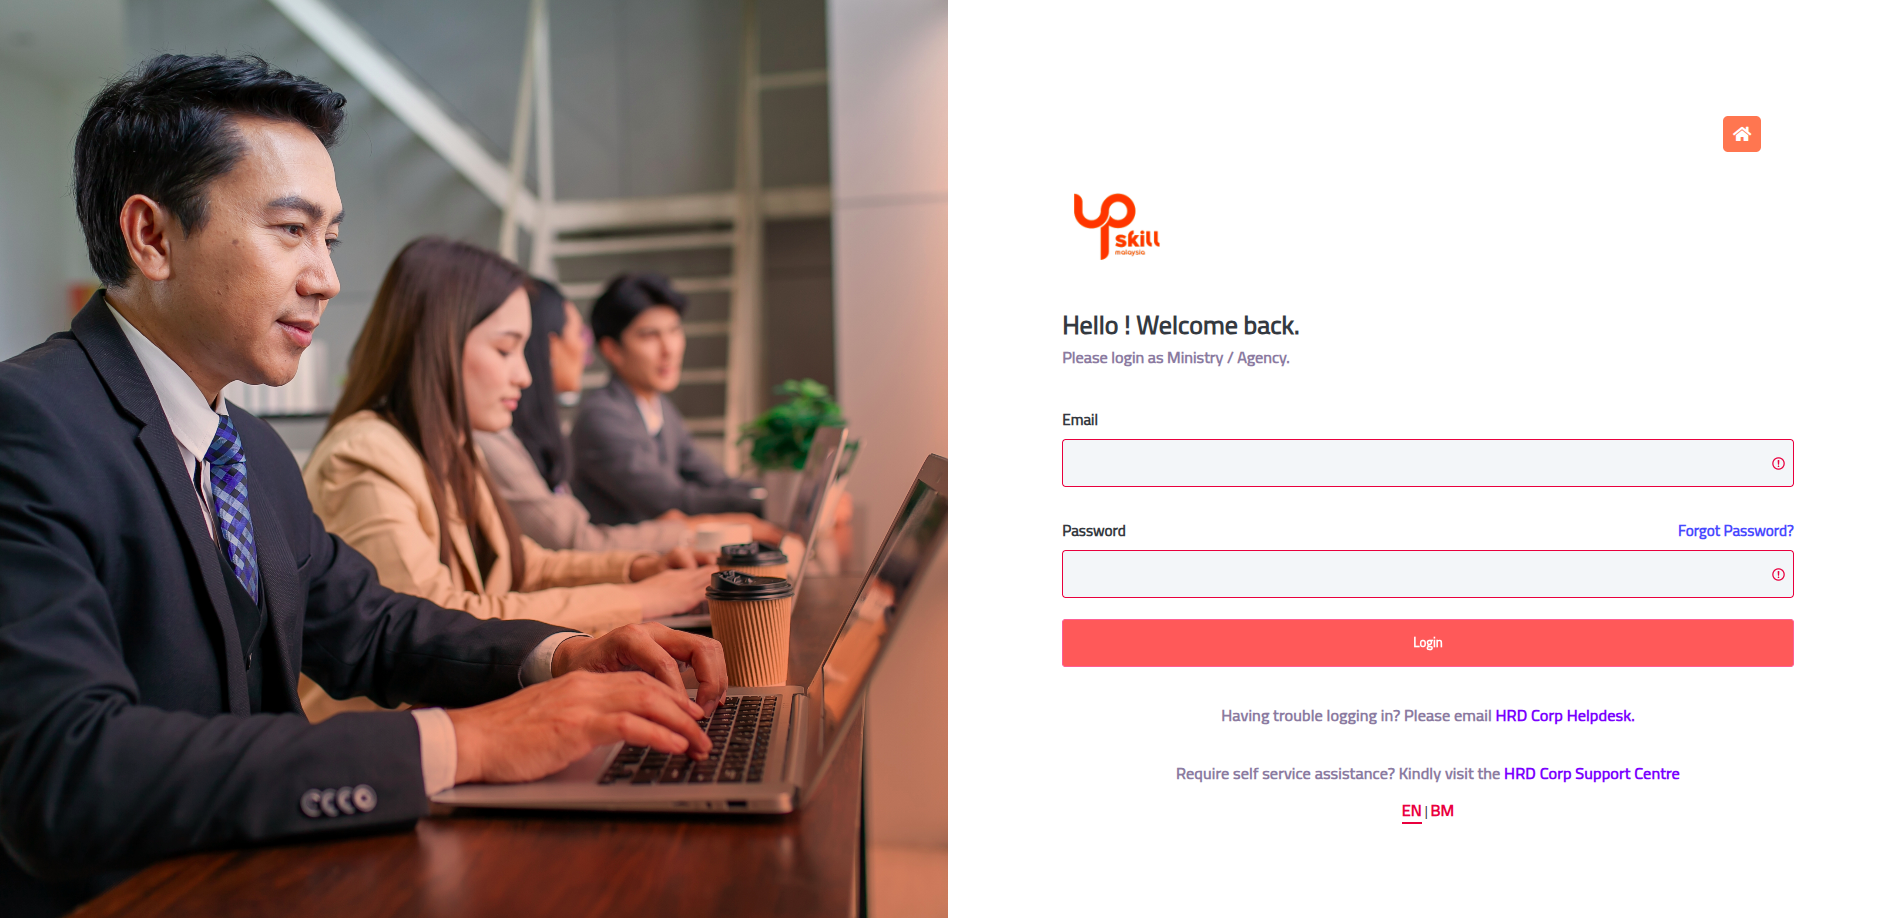 UP
skill
malaysia
Hello ! Welcome back.
Please login as Ministry / Agency.
Email
Password
Forgot Password?
Login
Having trouble logging in? Please email HRD Corp Helpdesk.
Require self service assistance? Kindly visit the HRD Corp Support Centre
EN | BM